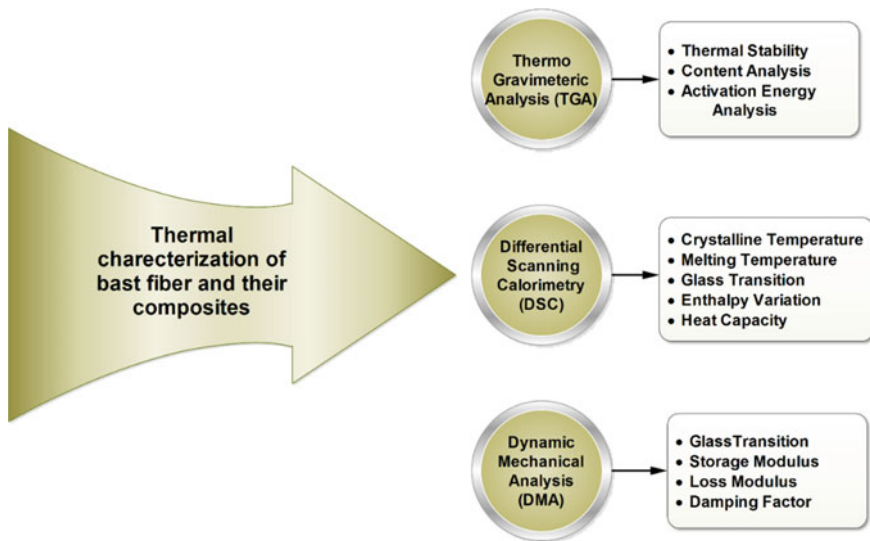 Thermal
charecterization of
bast fiber and their
composites
Thermo
Gravimeteric
Analysis (TGA)
• Thermal Stability
• Content Analysis
• Activation Energy
Analysis
Differential
Scanning
Calorimetry
(DSC)
• Crystalline Temperature
• Melting Temperature
• Glass Transition
• Enthalpy Variation
• Heat Capacity
Dynamic
Mechanical
Analysis
(DMA)
• GlassTransition
• Storage Modulus
• Loss Modulus
• Damping Factor